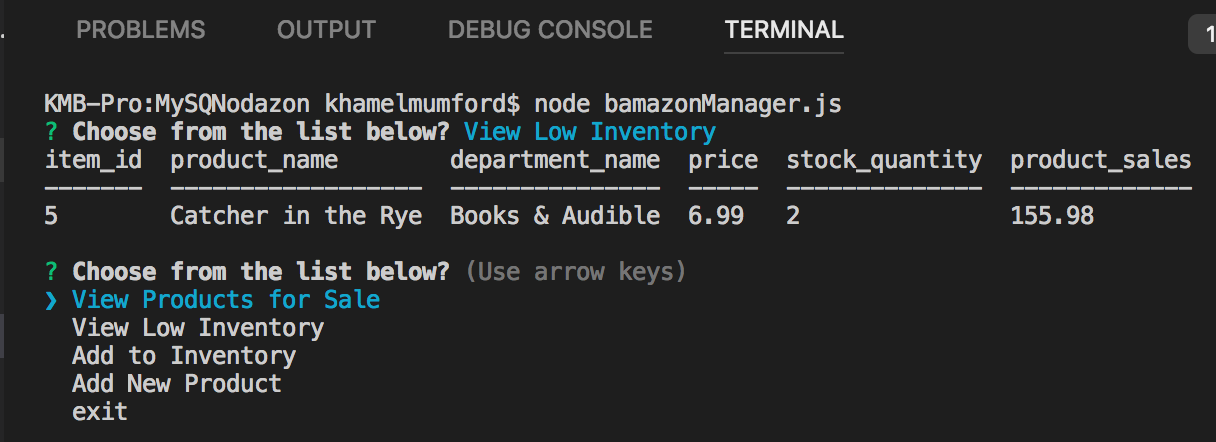 PROBLEMS OUTPUT DEBUG CONSOLE TERMINAL 1
KMB-Pro:MySQNodazon khamelmumford$ node bamazonManager.js
? Choose from the list below? View Low Inventory
item_id  product_name        department_name  price  stock_quantity  product_sales
-------  ------------------  ---------------  -----  --------------  -------------
5        Catcher in the Rye  Books & Audible  6.99   2               155.98
? Choose from the list below? (Use arrow keys)
❯ View Products for Sale
  View Low Inventory
  Add to Inventory
  Add New Product
  exit